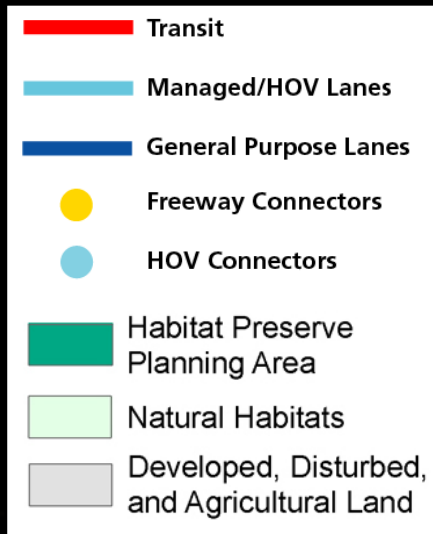 Transit
Managed/HOV Lanes
General Purpose Lanes
Freeway Connectors
HOV Connectors
Habitat Preserve
Planning Area
Natural Habitats
Developed, Disturbed,
and Agricultural Land